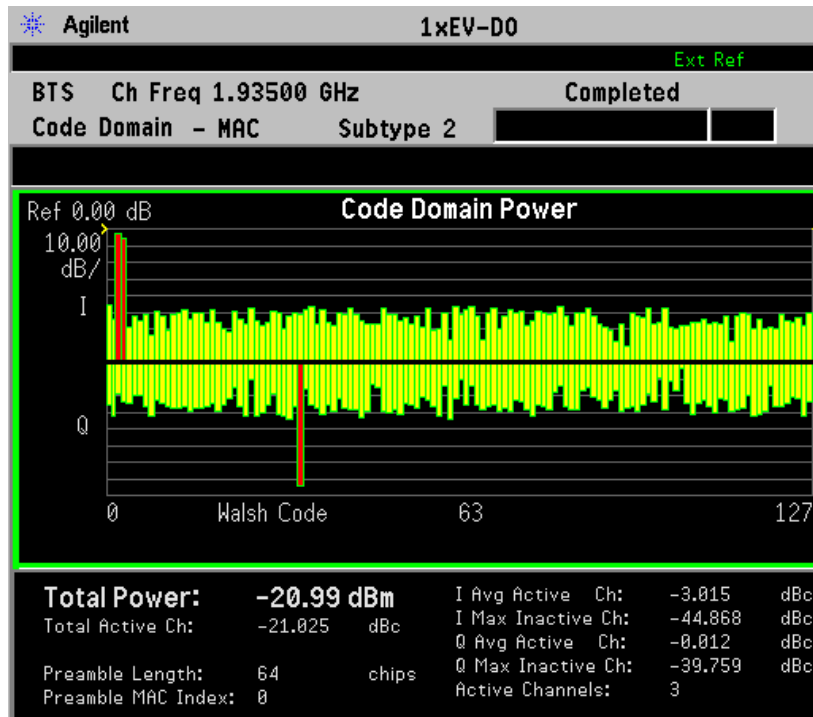 Agilent 1xEV-DO
Ext Ref
BTS Ch Freq 1.93500 GHz Completed
Code Domain - MAC Subtype 2
Ref 0.00 dB Code Domain Power
10.00
dB/
I
Q
0 Walsh Code 63 127
Total Power: -20.99 dBm
Total Active Ch: -21.025 dBc
Preamble Length: 64 chips
Preamble MAC Index: 0
I Avg Active Ch: -3.015 dBc
I Max Inactive Ch: -44.868 dBc
Q Avg Active Ch: -0.012 dBc
Q Max Inactive Ch: -39.759 dBc
Active Channels: 3